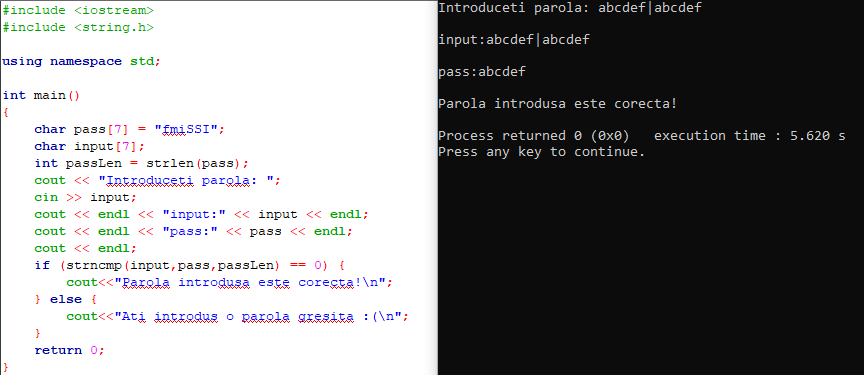 #include <iostream>
#include <string.h>
using namespace std;
int main()
{
char pass[7] = "fmiSSI";
char input[7];
int passLen = strlen(pass);
cout << "Introduceti parola: ";
cin >> input;
cout << endl << "input:" << input << endl;
cout << endl << "pass:" << pass << endl;
cout << endl;
if (strncmp(input,pass,passLen) == 0) {
cout<<"Parola introdusa este corecta!\n";
} else {
cout<<"Ati introdus o parola gresita :(\n";
}
return 0;
}
Introduceti parola: abcdef|abcdef
input:abcdef|abcdef
pass:abcdef
Parola introdusa este corecta!
Process returned 0 (0x0)   execution time : 5.620 s
Press any key to continue.